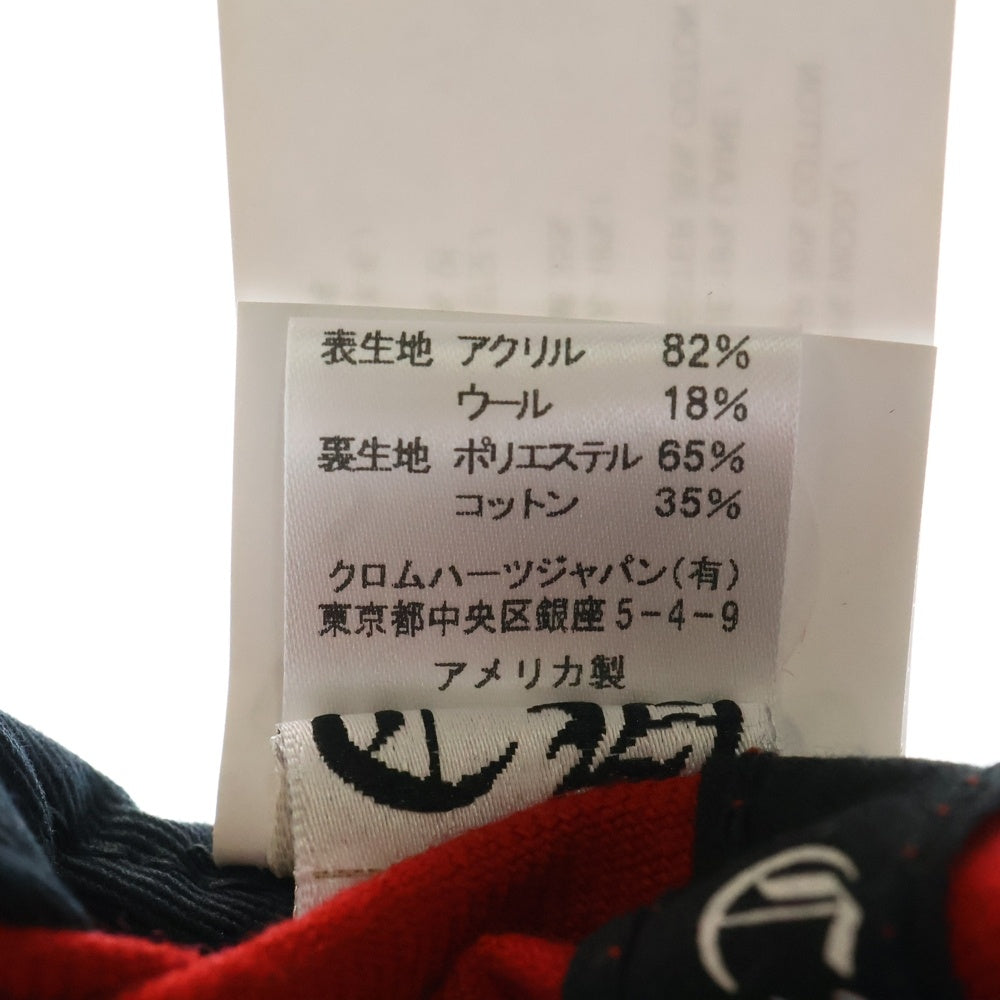 表生地 アクリル 82%
ウール 18%
裏生地 ポリエステル 65%
コットン 35%
クロムハーツジャパン(有)
東京都中央区銀座5-4-9
アメリカ製